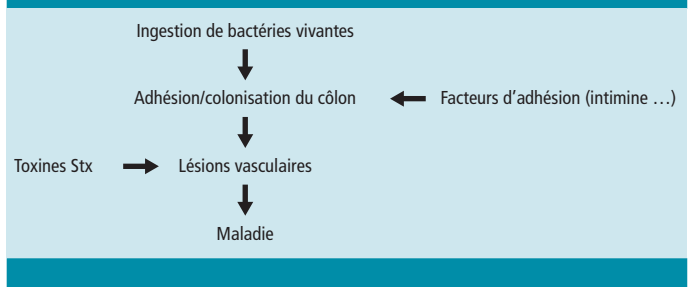 Ingestion de bactéries vivantes
Adhésion/colonisation du côlon
Facteurs d’adhésion (intimine …)
Toxines Stx
Lésions vasculaires
Maladie